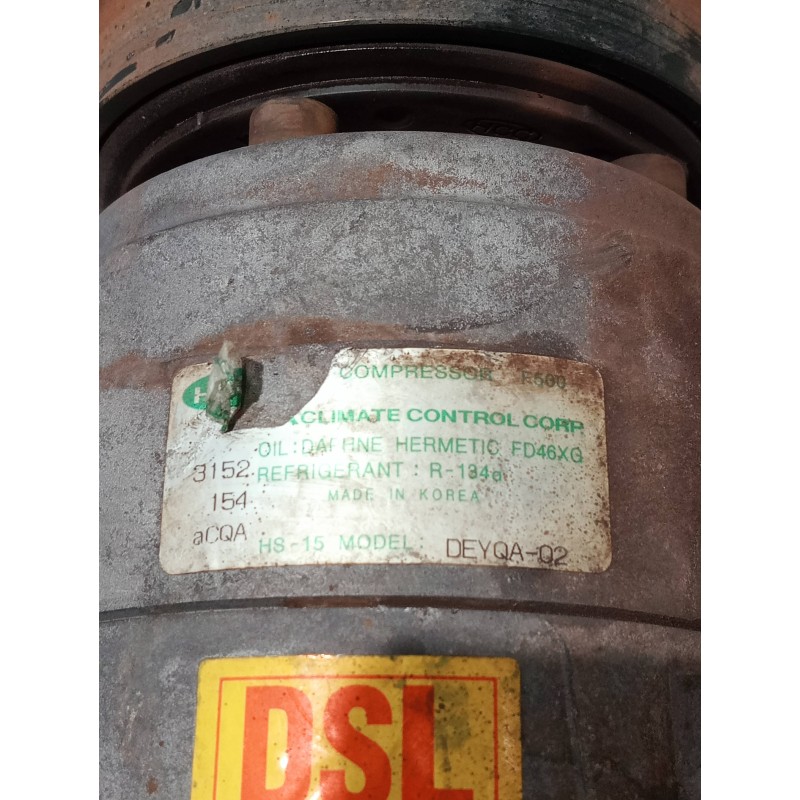 COMPRESSOR F500
CLIMATE CONTROL CORP
OIL: HERMETIC FD46XG
3152
REFRIGERANT : R-134a
154
MADE IN KOREA
aCQA
HS-15 MODEL: DEYQA-02
DSL